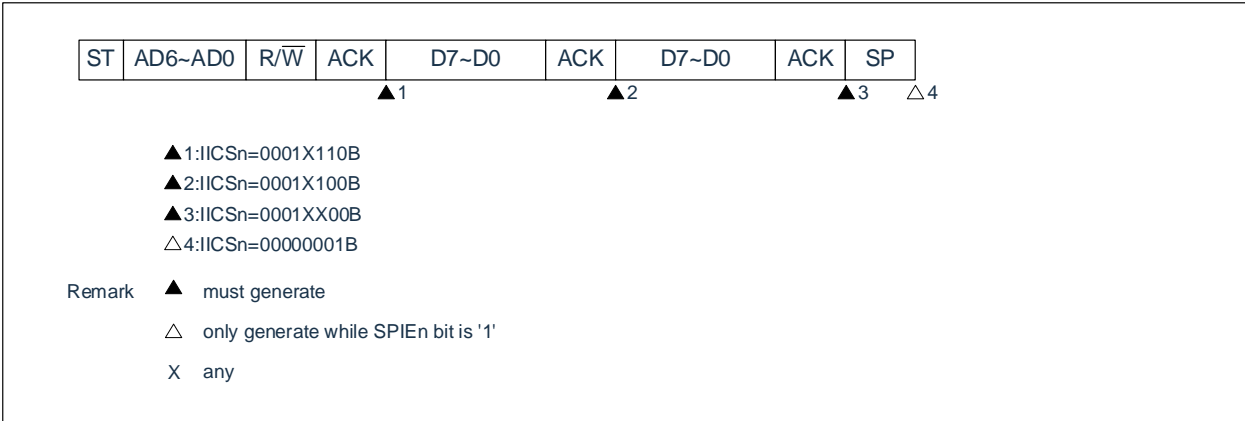 ST AD6~AD0 R/W̅ ACK D7~D0 ACK D7~D0 ACK SP
▲1 ▲2 ▲3 △4
▲1:IICSn=0001X110B
▲2:IICSn=0001X100B
▲3:IICSn=0001XX00B
△4:IICSn=00000001B
Remark ▲ must generate
△ only generate while SPIEn bit is '1'
X any